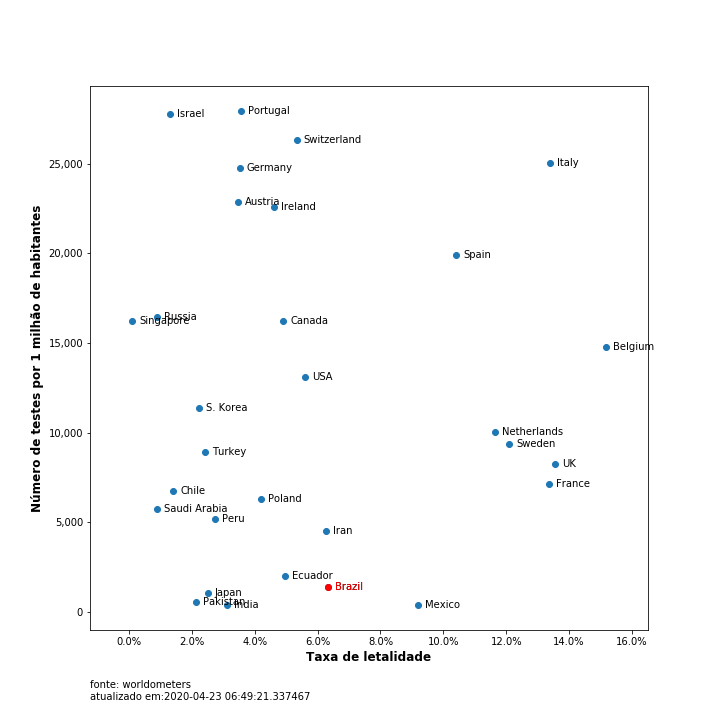 Portugal
Israel
Switzerland
Italy
Germany
Austria
Ireland
Spain
Russia
Singapore
Canada
Belgium
USA
S. Korea
Netherlands
Sweden
Turkey
UK
France
Chile
Poland
Saudi Arabia
Peru
Iran
Ecuador
Brazil
Japan
Pakistan
India
Mexico
25,000
20,000
15,000
10,000
5,000
0
Número de testes por 1 milhão de habitantes
0.0% 2.0% 4.0% 6.0% 8.0% 10.0% 12.0% 14.0% 16.0%
Taxa de letalidade
fonte: worldometers
atualizado em:2020-04-23 06:49:21.337467